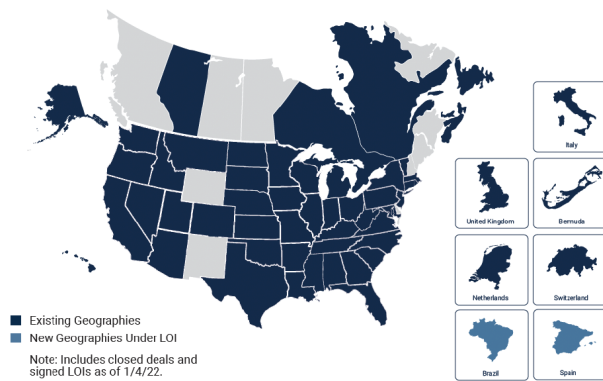 Italy
United Kingdom
Bermuda
Netherlands
Switzerland
Existing Geographies
New Geographies Under LOI
Brazil
Spain
Note: Includes closed deals and
signed LOIs as of 1/4/22.